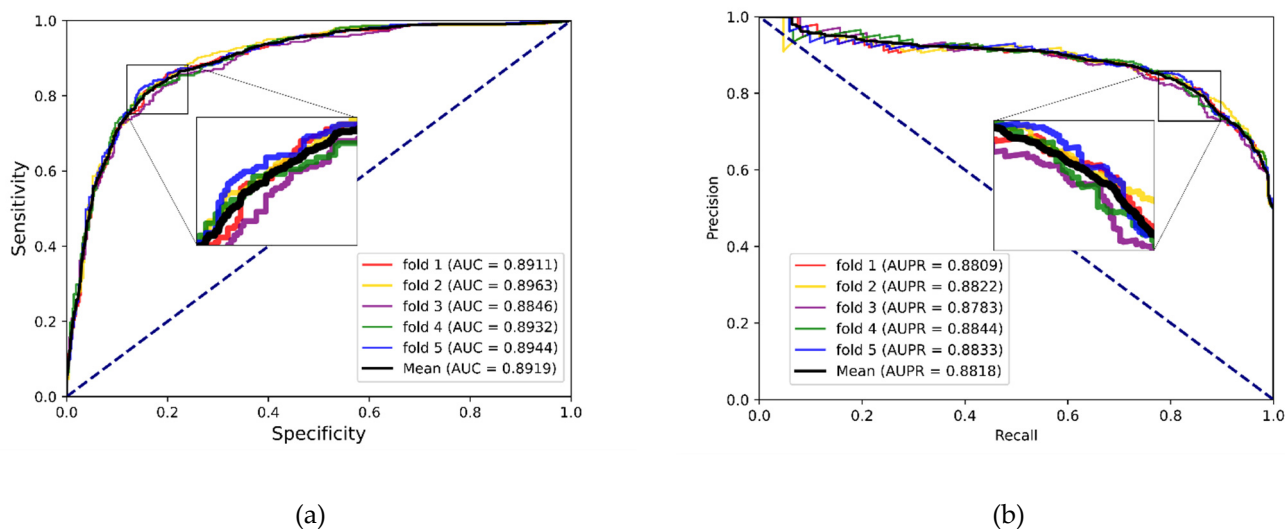 1.0
0.8
0.6
0.4
0.2
0.0
Sensitivity
fold 1 (AUC = 0.8911)
fold 2 (AUC = 0.8963)
fold 3 (AUC = 0.8846)
fold 4 (AUC = 0.8932)
fold 5 (AUC = 0.8944)
Mean (AUC = 0.8919)
0.0 0.2 0.4 0.6 0.8 1.0
Specificity
(a)
1.0
0.8
0.6
0.4
0.2
0.0
Precision
fold 1 (AUPR = 0.8809)
fold 2 (AUPR = 0.8822)
fold 3 (AUPR = 0.8783)
fold 4 (AUPR = 0.8844)
fold 5 (AUPR = 0.8833)
Mean (AUPR = 0.8818)
0.0 0.2 0.4 0.6 0.8 1.0
Recall
(b)